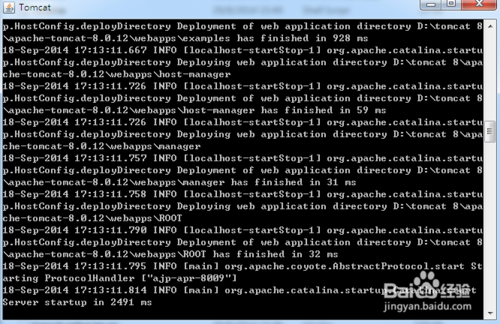 Tomcat
p.HostConfig.deployDirectory Deployment of web application directory D:\tomcat 8
\apache-tomcat-8.0.12\webapps\examples has finished in 928 ms
18-Sep-2014 17:13:11.667 INFO [localhost-startStop-1] org.apache.catalina.startu
p.HostConfig.deployDirectory Deploying web application directory D:\tomcat 8\apa
che-tomcat-8.0.12\webapps\host-manager
18-Sep-2014 17:13:11.726 INFO [localhost-startStop-1] org.apache.catalina.startu
p.HostConfig.deployDirectory Deployment of web application directory D:\tomcat 8
\apache-tomcat-8.0.12\webapps\host-manager has finished in 59 ms
18-Sep-2014 17:13:11.726 INFO [localhost-startStop-1] org.apache.catalina.startu
p.HostConfig.deployDirectory Deploying web application directory D:\tomcat 8\apa
che-tomcat-8.0.12\webapps\manager
18-Sep-2014 17:13:11.757 INFO [localhost-startStop-1] org.apache.catalina.startu
p.HostConfig.deployDirectory Deployment of web application directory D:\tomcat 8
\apache-tomcat-8.0.12\webapps\manager has finished in 31 ms
18-Sep-2014 17:13:11.758 INFO [localhost-startStop-1] org.apache.catalina.startu
p.HostConfig.deployDirectory Deploying web application directory D:\tomcat 8\apa
che-tomcat-8.0.12\webapps\ROOT
18-Sep-2014 17:13:11.790 INFO [localhost-startStop-1] org.apache.catalina.startu
p.HostConfig.deployDirectory Deployment of web application directory D:\tomcat 8
\apache-tomcat-8.0.12\webapps\ROOT has finished in 32 ms
18-Sep-2014 17:13:11.795 INFO [main] org.apache.coyote.AbstractProtocol.start St
arting ProtocolHandler ["ajp-apr-8009"]
18-Sep-2014 17:13:11.814 INFO [main] org.apache.catalina.startup
Server startup in 2491 ms
Baidu 经验
jingyan.baidu.com